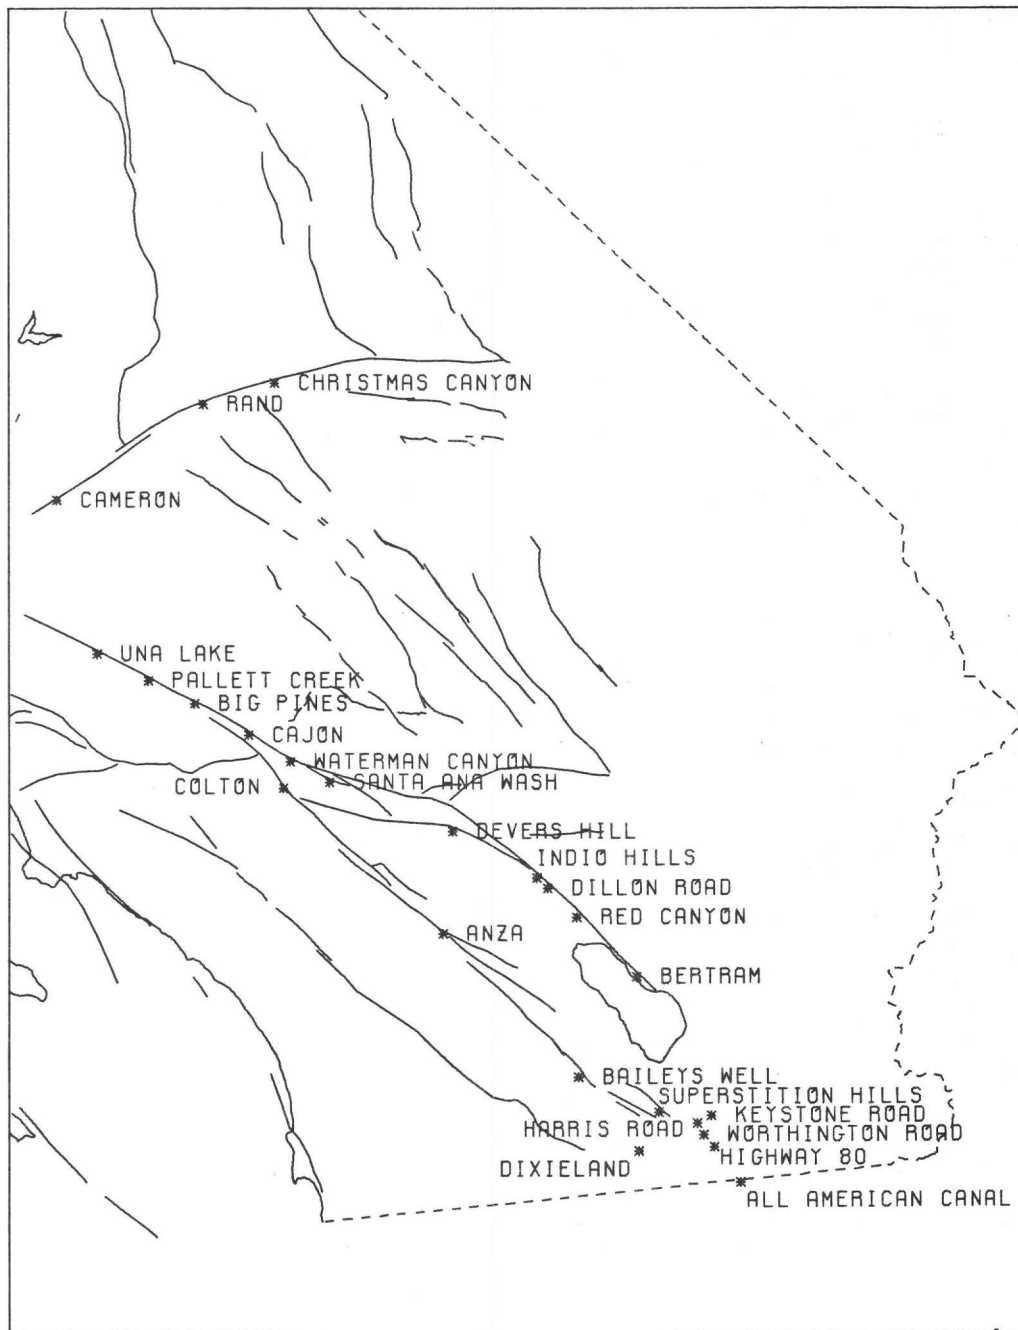 CHRISTMAS CANYON
RAND
CAMERON
UNA LAKE
PALLETT CREEK
BIG PINES
CAJON
WATERMAN CANYON
COLTON
SANTA ANA WASH
DEVERS HILL
INDIO HILLS
DILLON ROAD
RED CANYON
ANZA
BERTRAM
BAILEYS WELL
SUPERSTITION HILLS
KEYSTONE ROAD
HARRIS ROAD
WORTHINGTON ROAD
HIGHWAY 80
DIXIELAND
ALL AMERICAN CANAL